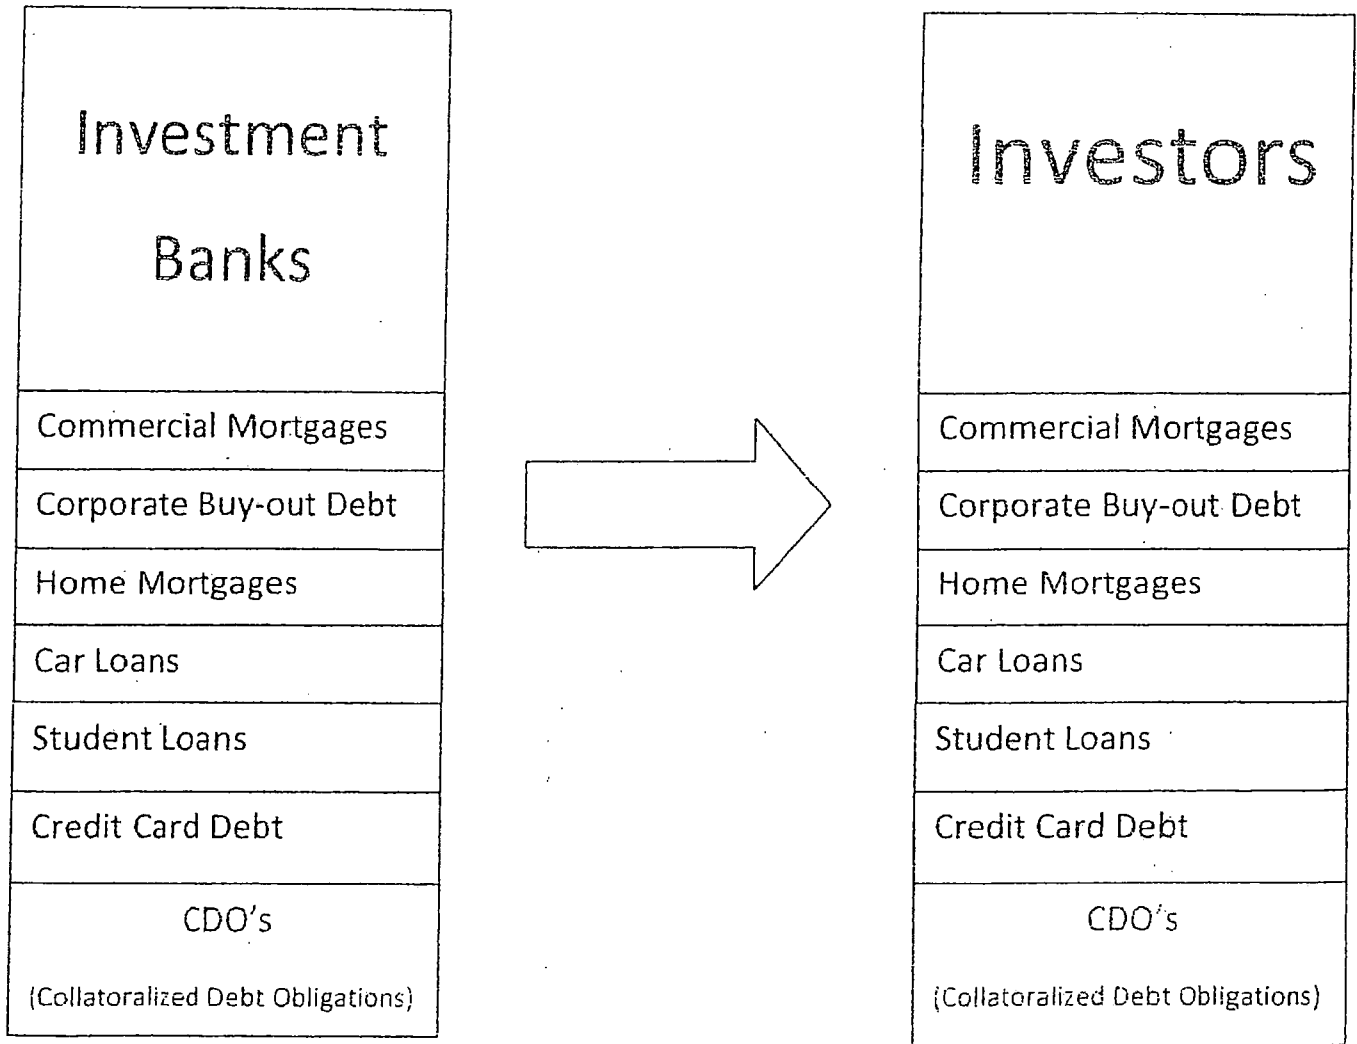 Investment
Banks
Commercial Mortgages
Corporate Buy-out Debt
Home Mortgages
Car Loans
Student Loans
Credit Card Debt
CDO's
(Collatoralized Debt Obligations)
Investors
Commercial Mortgages
Corporate Buy-out Debt
Home Mortgages
Car Loans
Student Loans
Credit Card Debt
CDO's
(Collatoralized Debt Obligations)